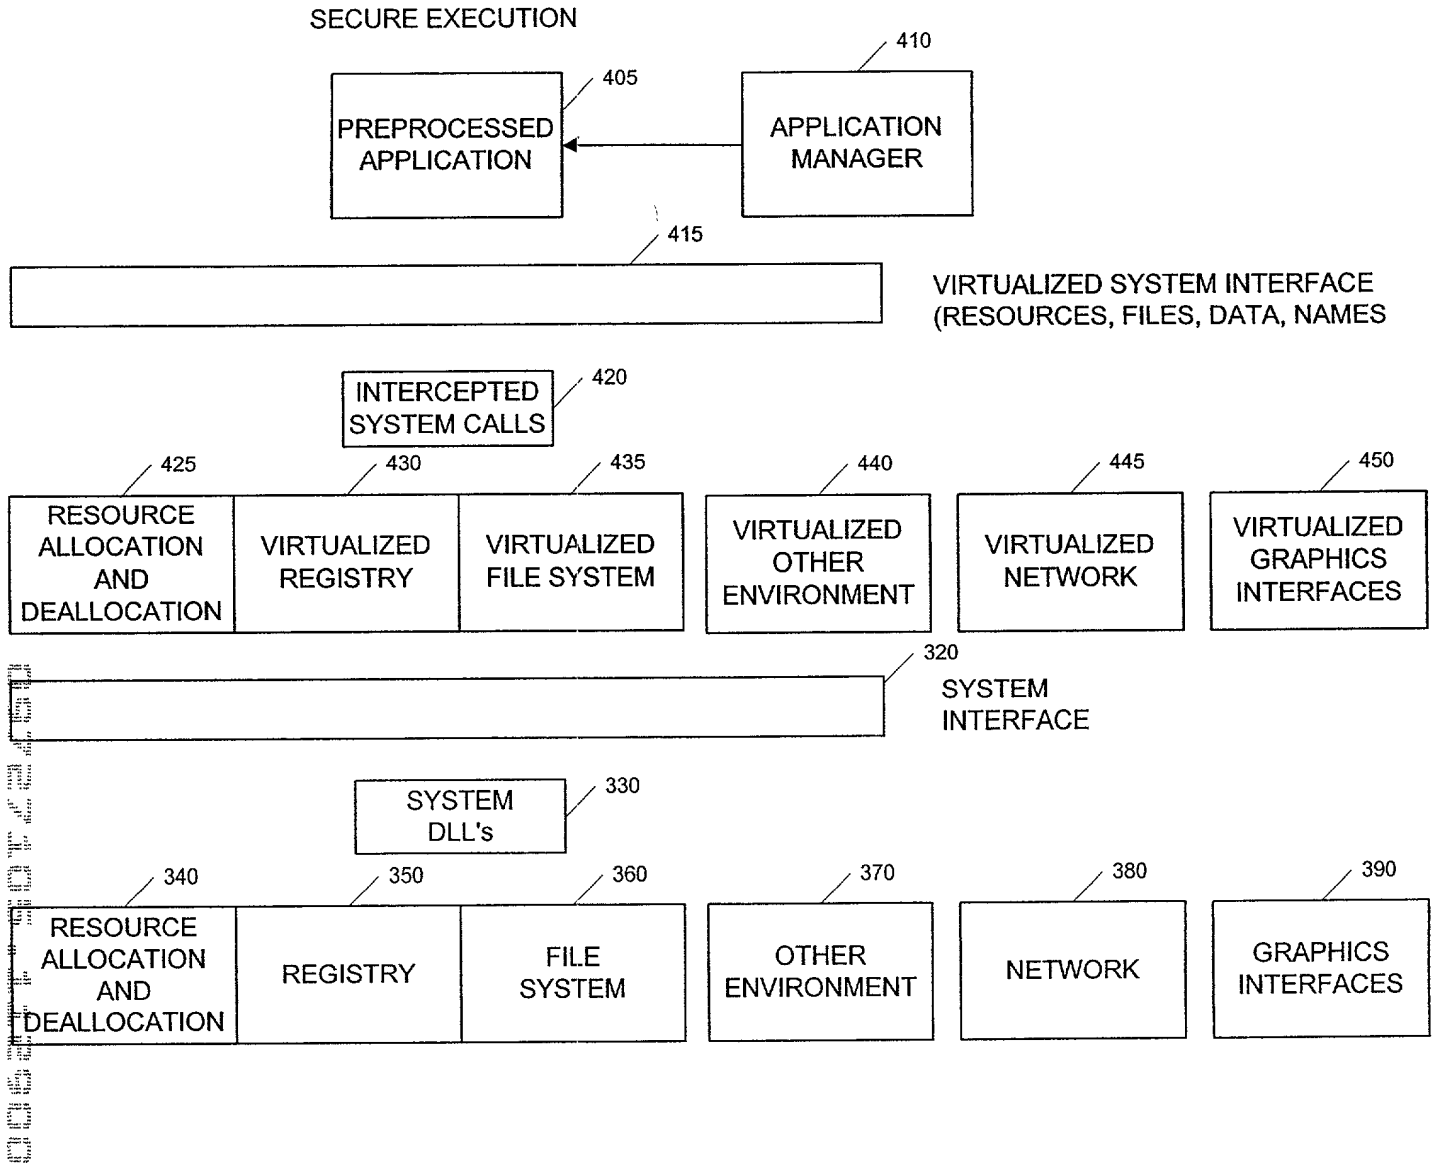 SECURE EXECUTION
410
405
PREPROCESSED
APPLICATION
APPLICATION
MANAGER
415
VIRTUALIZED SYSTEM INTERFACE
(RESOURCES, FILES, DATA, NAMES
INTERCEPTED
SYSTEM CALLS
420
425
430
435
440
445
450
RESOURCE
ALLOCATION
AND
DEALLOCATION
VIRTUALIZED
REGISTRY
VIRTUALIZED
FILE SYSTEM
VIRTUALIZED
OTHER
ENVIRONMENT
VIRTUALIZED
NETWORK
VIRTUALIZED
GRAPHICS
INTERFACES
320
SYSTEM
INTERFACE
SYSTEM
DLL's
330
340
350
360
370
380
390
RESOURCE
ALLOCATION
AND
DEALLOCATION
REGISTRY
FILE
SYSTEM
OTHER
ENVIRONMENT
NETWORK
GRAPHICS
INTERFACES